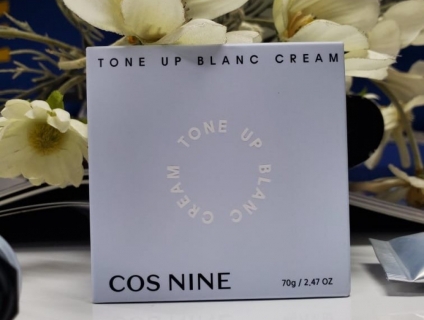 TONE UP BLANC CREAM
TONE UP BLANC CREAM
COS NINE
70g / 2,47 OZ